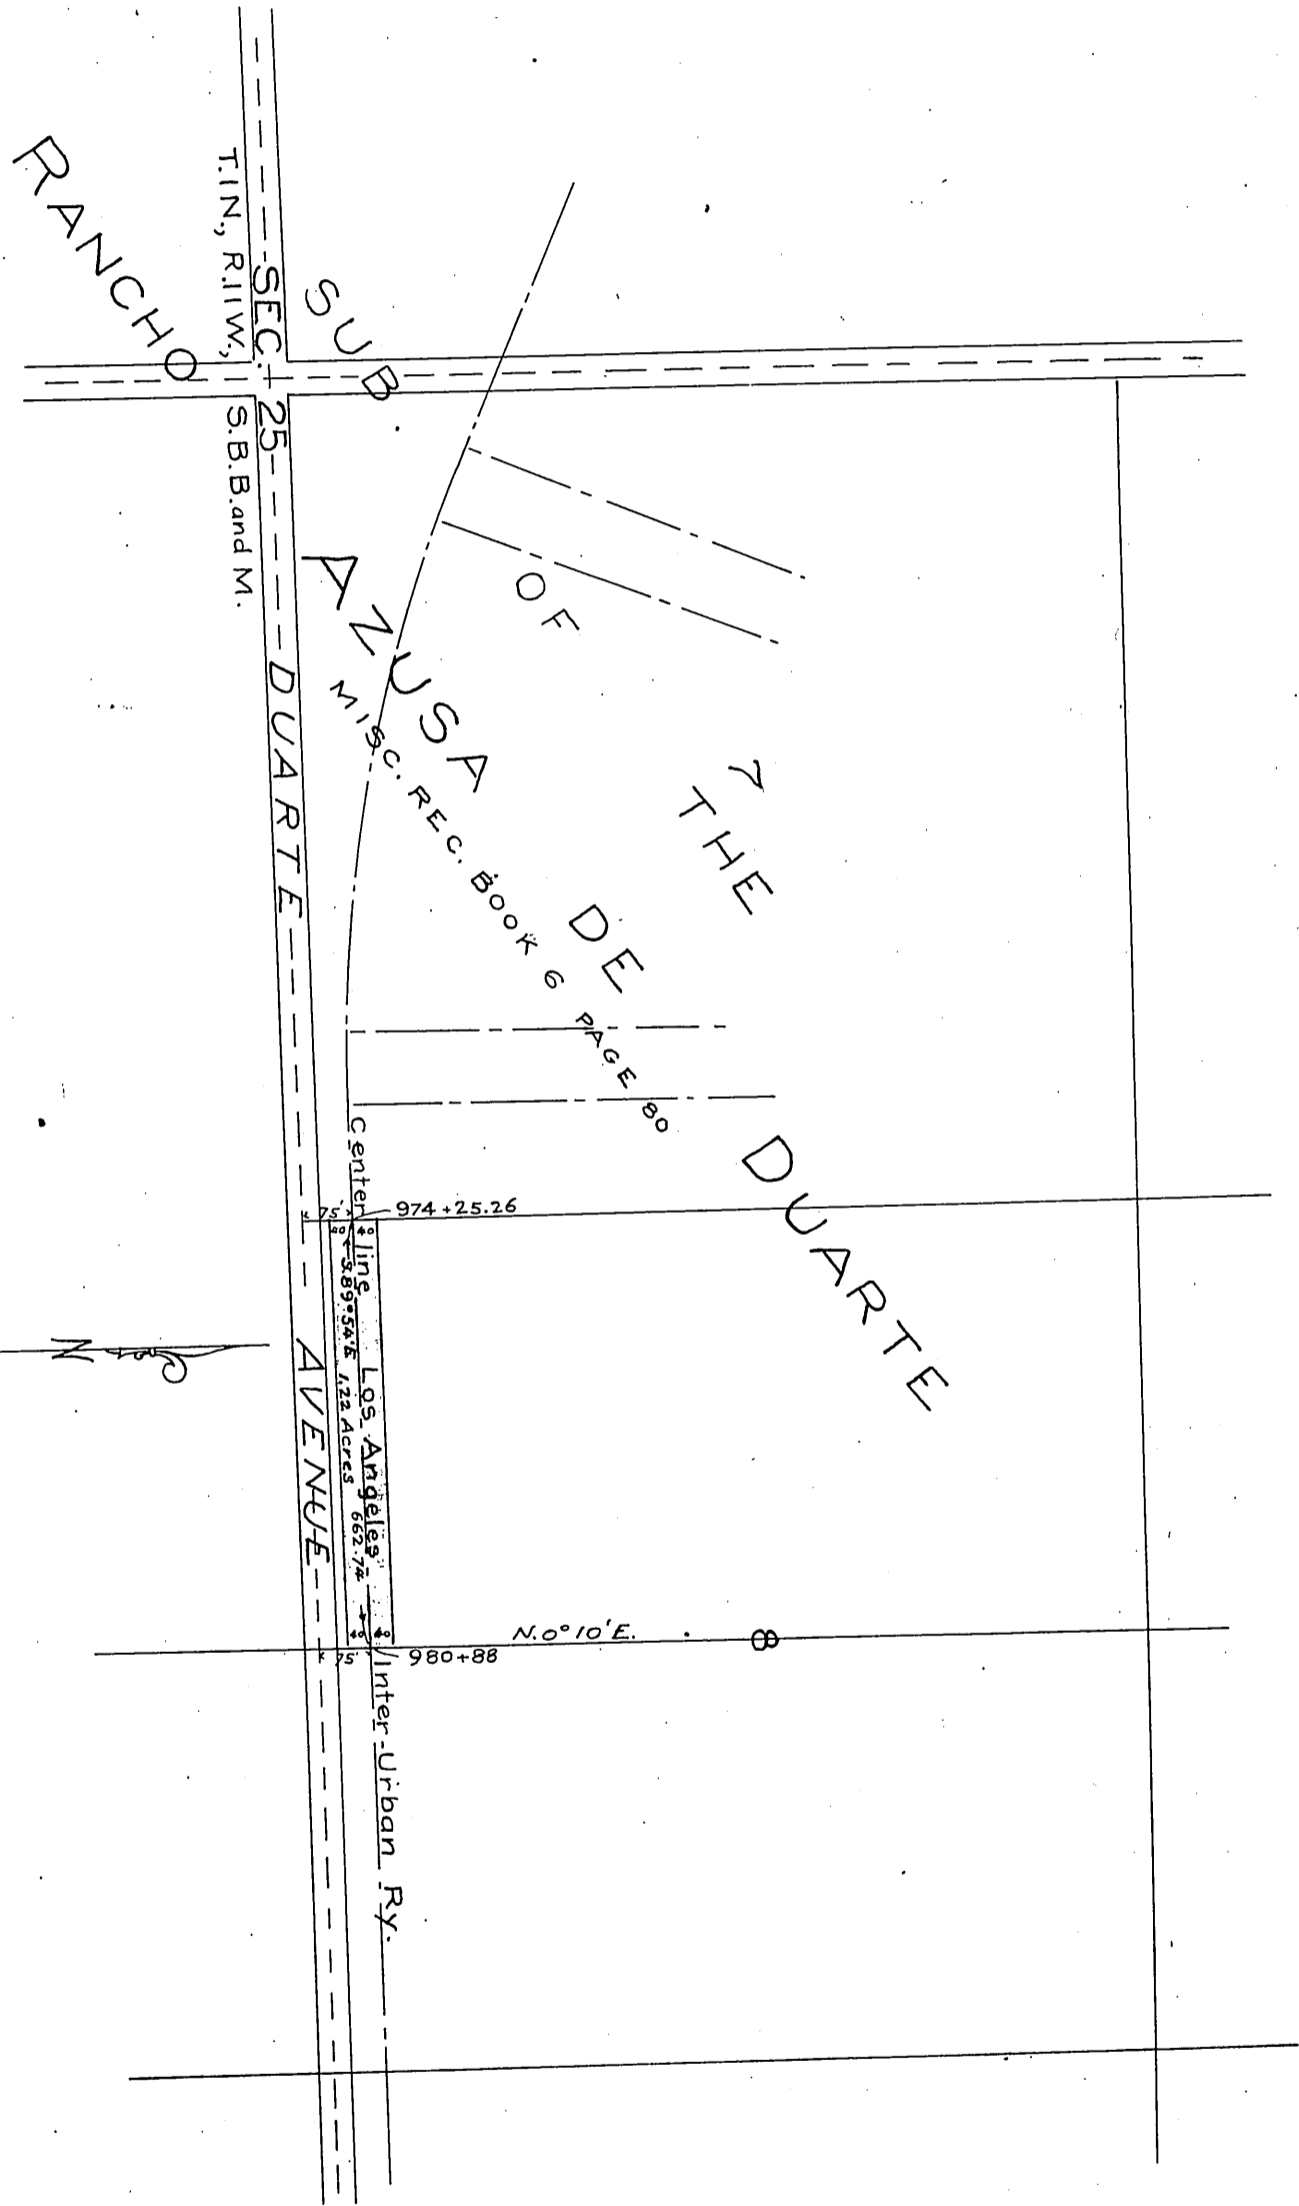 RANCHO
AZUSA DE DUARTE
SUB. OF THE
MISC. REC. BOOK 6 PAGE 80
7
8
SEC. 25
T.1N., R.11W., S.B.B. and M.
DUARTE AVENUE
Center line Los Angeles Inter-Urban Ry.
974+25.26
75'
40
40
S.89°54'E 1.22 Acres 662.74
40
40
75'
980+88
N.0°10'E.
N